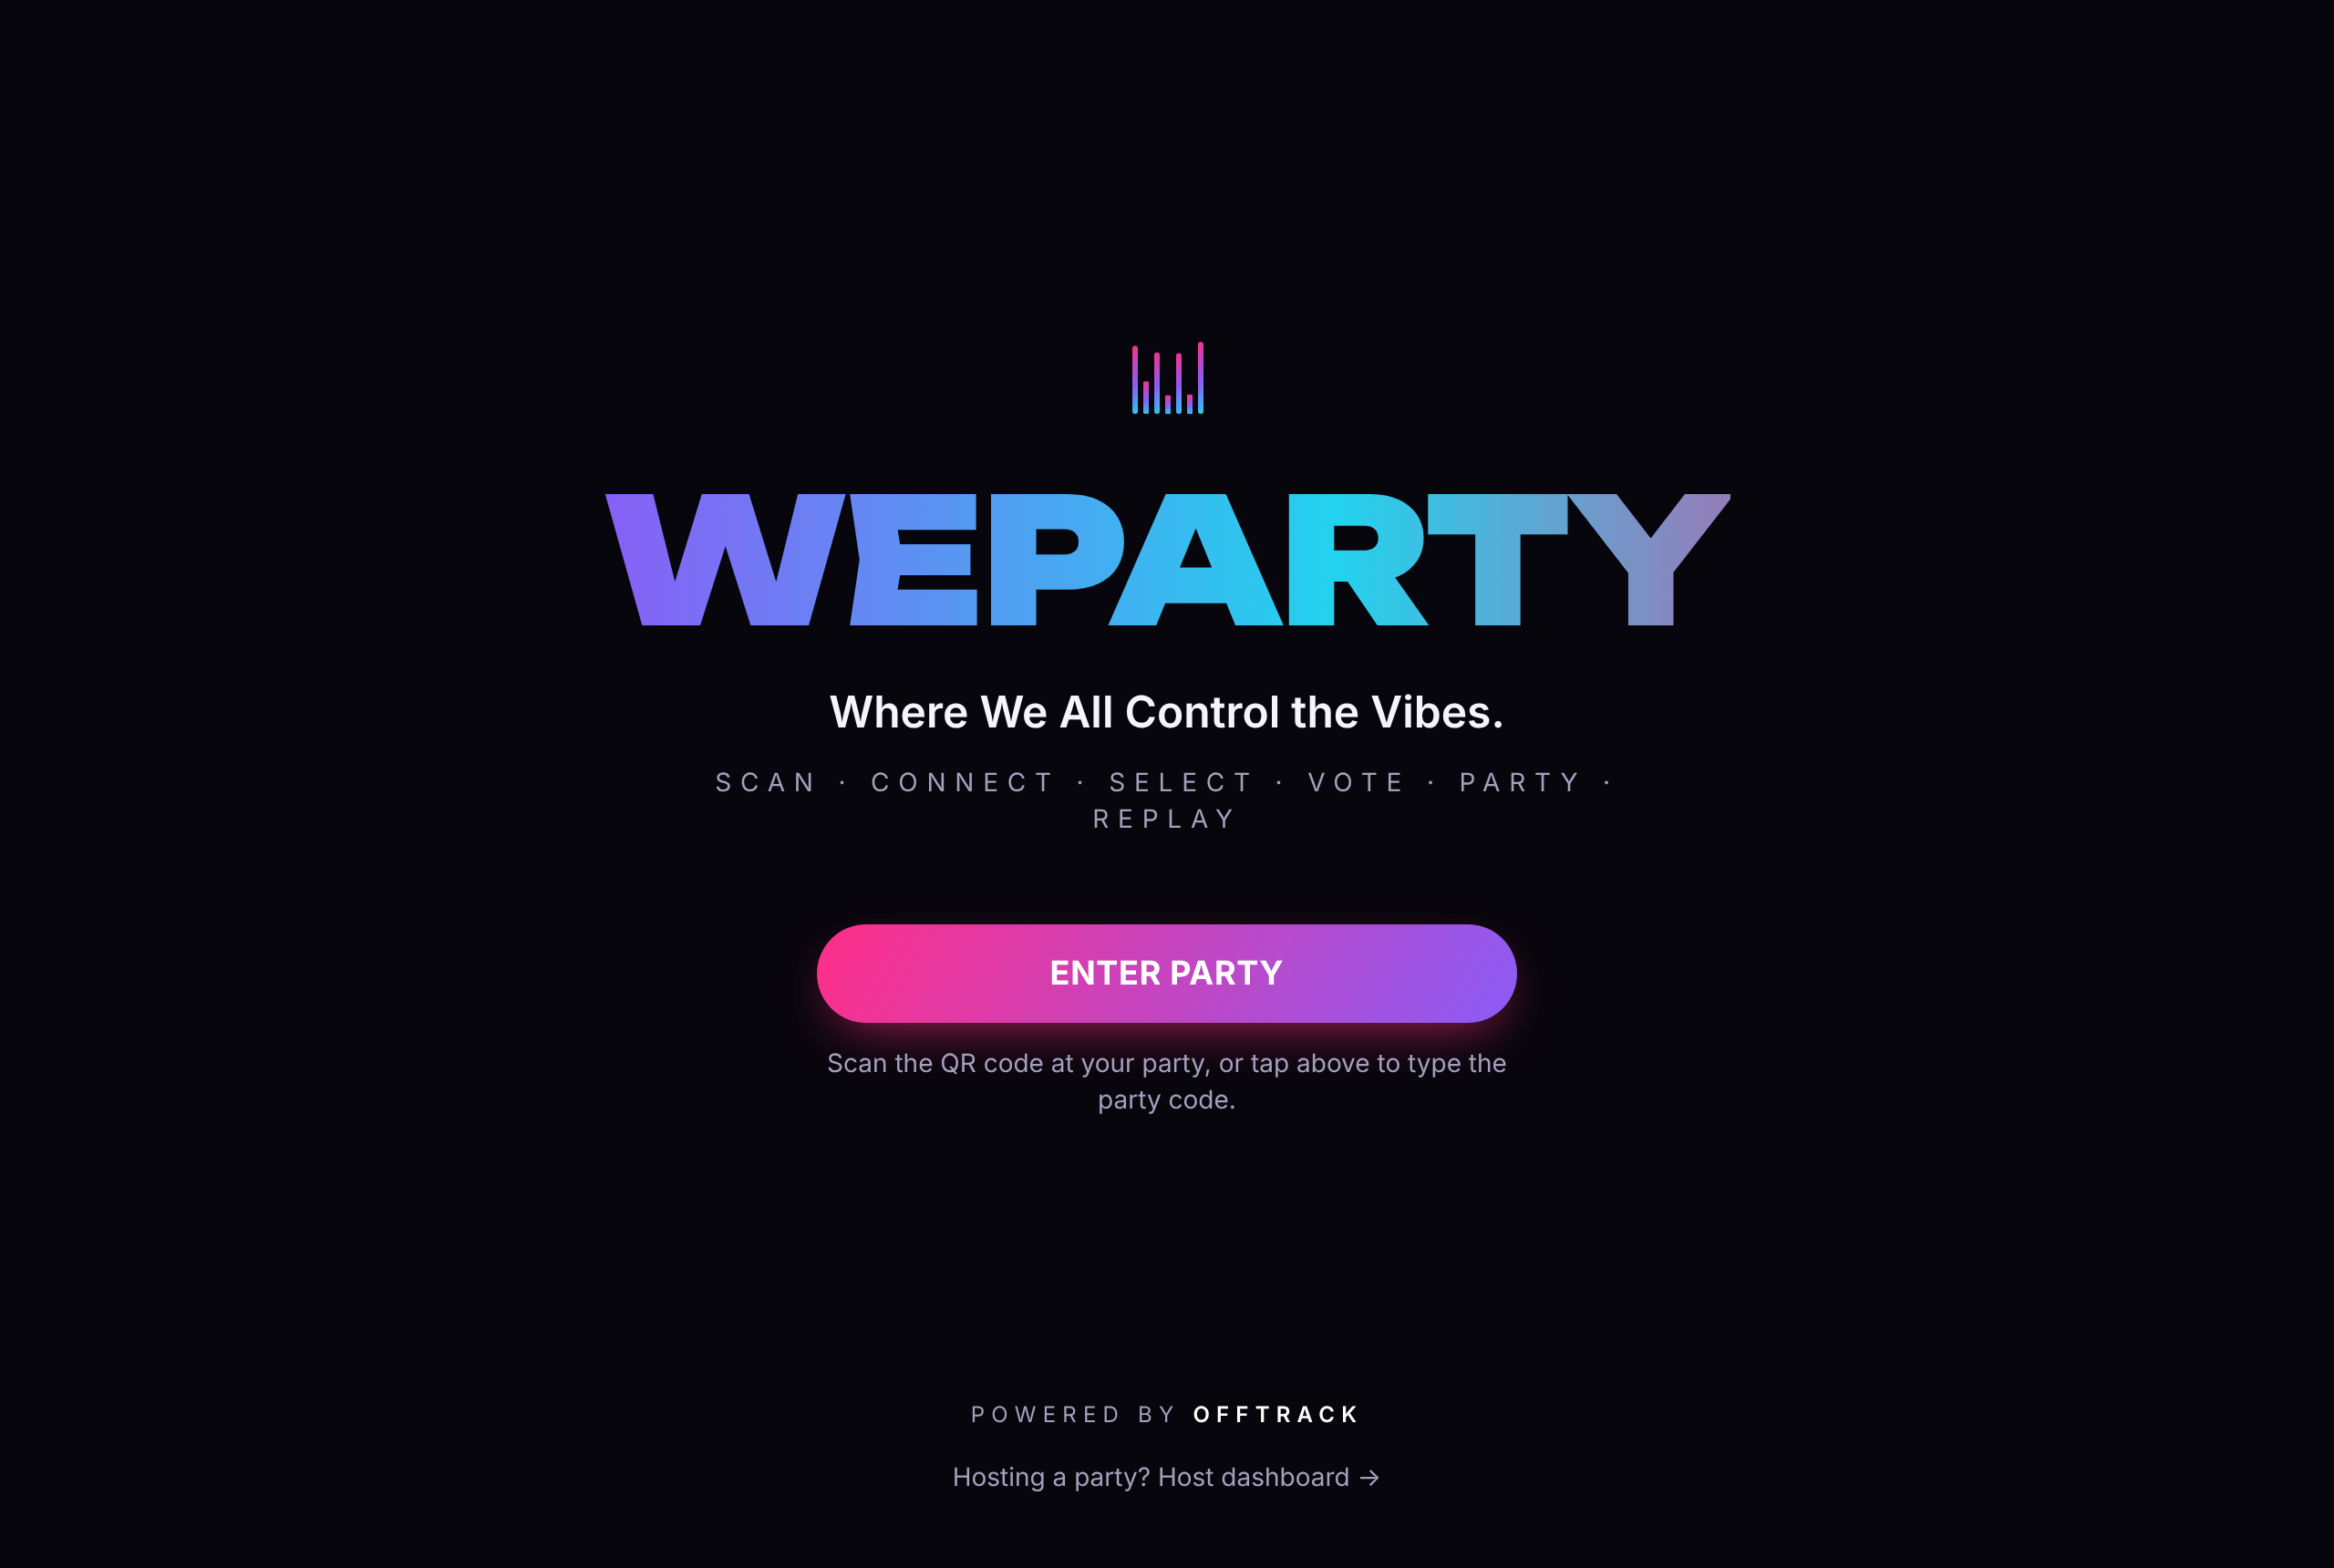 WEPARTY
Where We All Control the Vibes.
SCAN · CONNECT · SELECT · VOTE · PARTY ·
REPLAY
ENTER PARTY
Scan the QR code at your party, or tap above to type the
party code.
POWERED BY OFFTRACK
Hosting a party? Host dashboard →